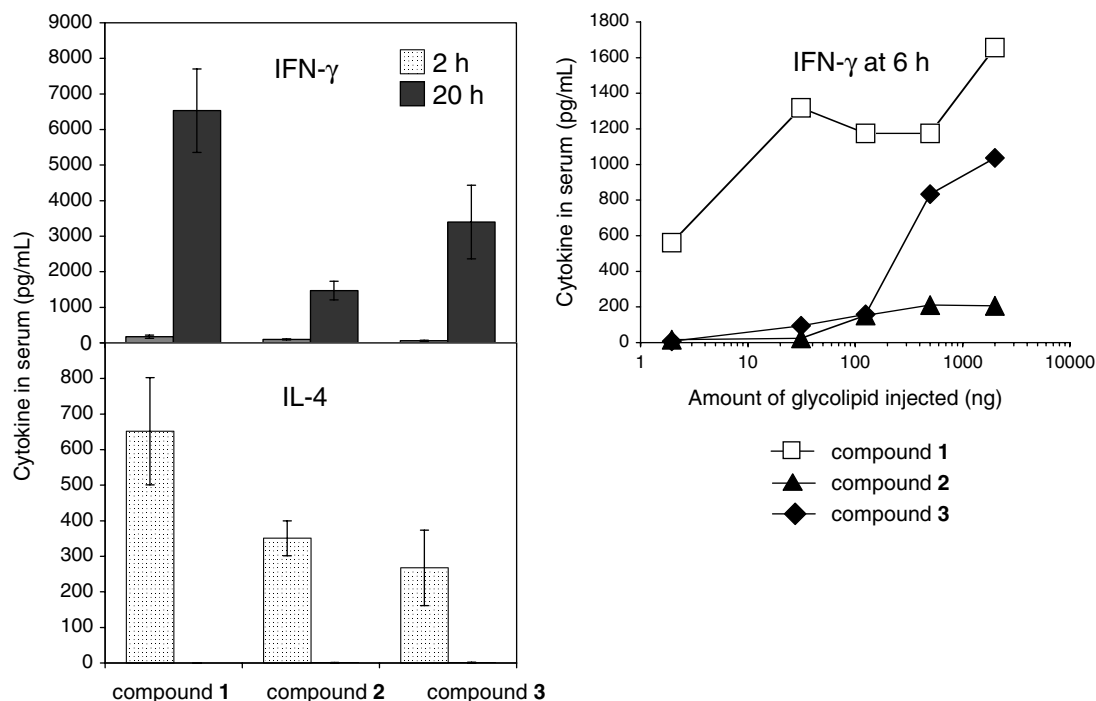 Cytokine in serum (pg/mL)
9000
8000
7000
6000
5000
4000
3000
2000
1000
0
IFN-γ
2 h
20 h
800
700
600
500
400
300
200
100
0
IL-4
compound 1 compound 2 compound 3
Cytokine in serum (pg/mL)
1800
1600
1400
1200
1000
800
600
400
200
0
IFN-γ at 6 h
1 10 100 1000 10000
Amount of glycolipid injected (ng)
compound 1
compound 2
compound 3